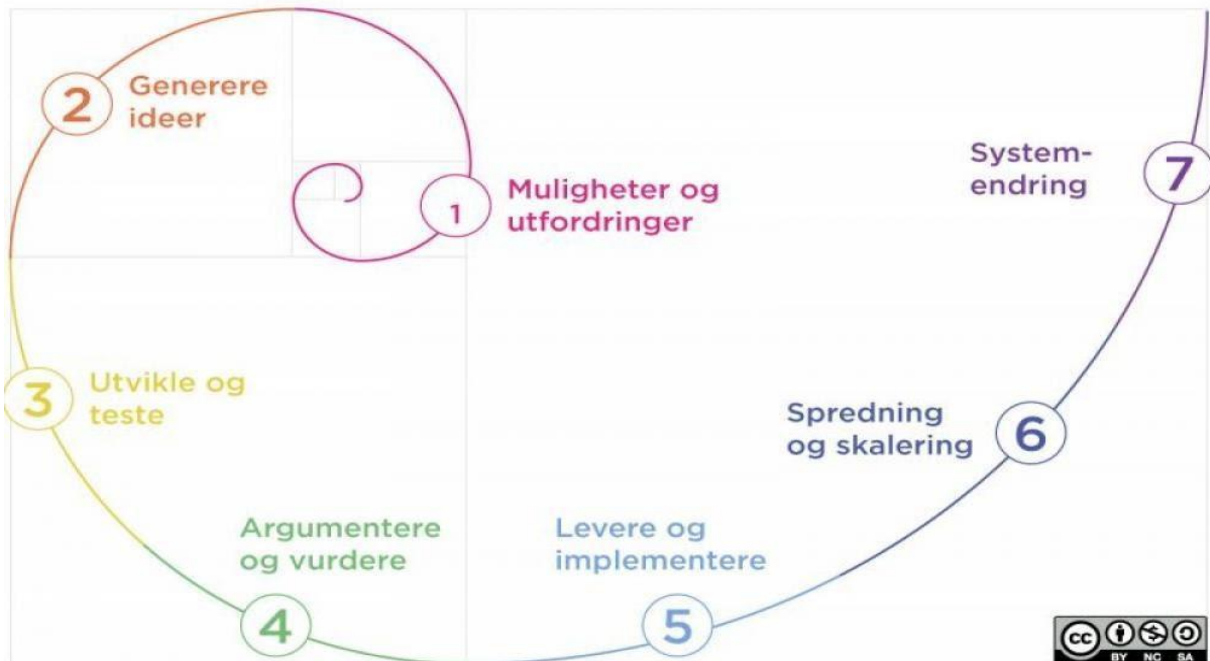 1
Muligheter og
utfordringer
2
Generere
ideer
3
Utvikle og
teste
4
Argumentere
og vurdere
5
Levere og
implementere
6
Spredning
og skalering
7
System-
endring
cc
BY NC SA